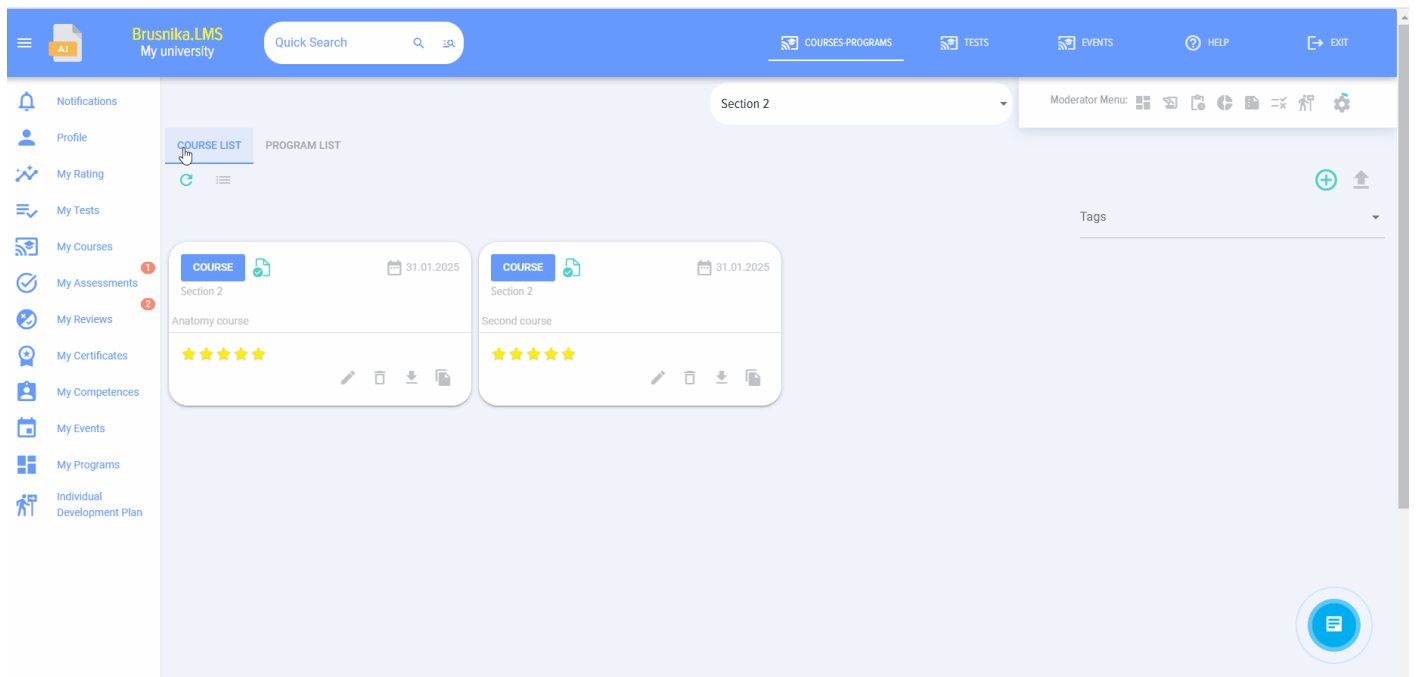 AI
Brusnika.LMS
My university
Quick Search
COURSES-PROGRAMS
TESTS
EVENTS
HELP
EXIT
Notifications
Profile
My Rating
My Tests
My Courses
1
My Assessments
2
My Reviews
My Certificates
My Competences
My Events
My Programs
Individual
Development Plan
Section 2
Moderator Menu:
COURSE LIST
PROGRAM LIST
Tags
COURSE
31.01.2025
Section 2
Anatomy course
COURSE
31.01.2025
Section 2
Second course